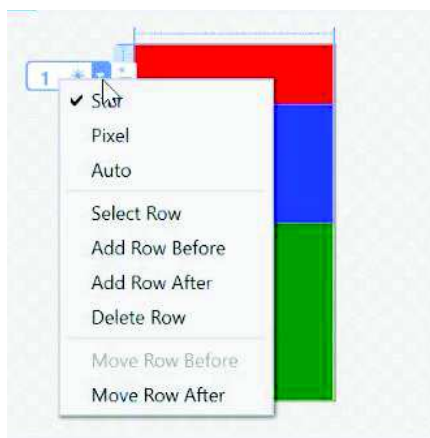 1 *
Star
Pixel
Auto
Select Row
Add Row Before
Add Row After
Delete Row
Move Row Before
Move Row After